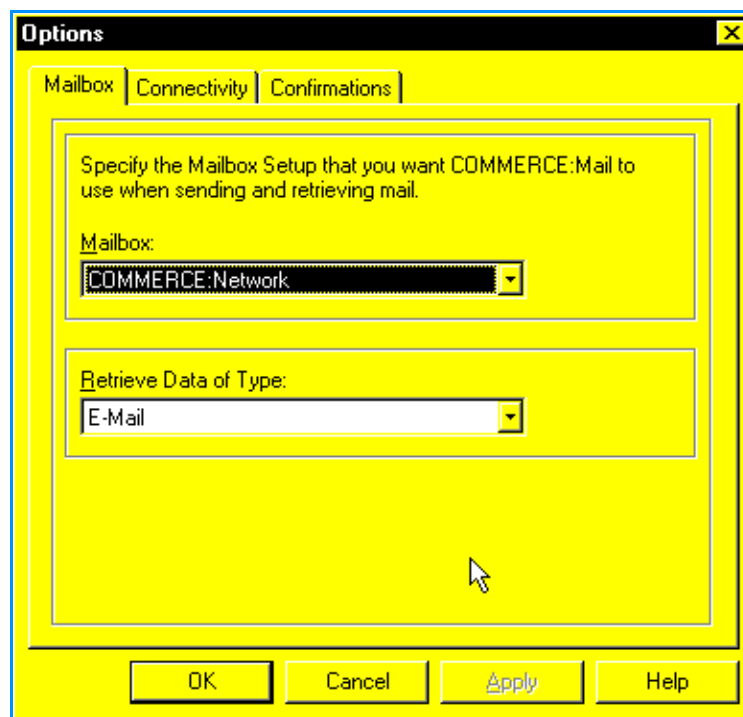 Options
Mailbox Connectivity Confirmations
Specify the Mailbox Setup that you want COMMERCE:Mail to
use when sending and retrieving mail.
Mailbox:
COMMERCE:Network
Retrieve Data of Type:
E-Mail
OK Cancel Apply Help